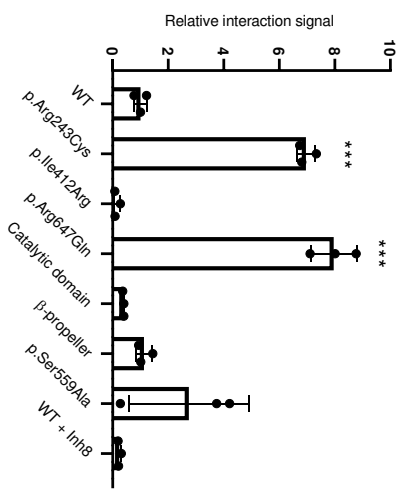 Relative interaction signal
0
2
4
6
8
10
WT
p.Arg243Cys
p.Ile412Arg
p.Arg647Gln
Catalytic domain
β-propeller
p.Ser559Ala
WT + Inh8
***
***